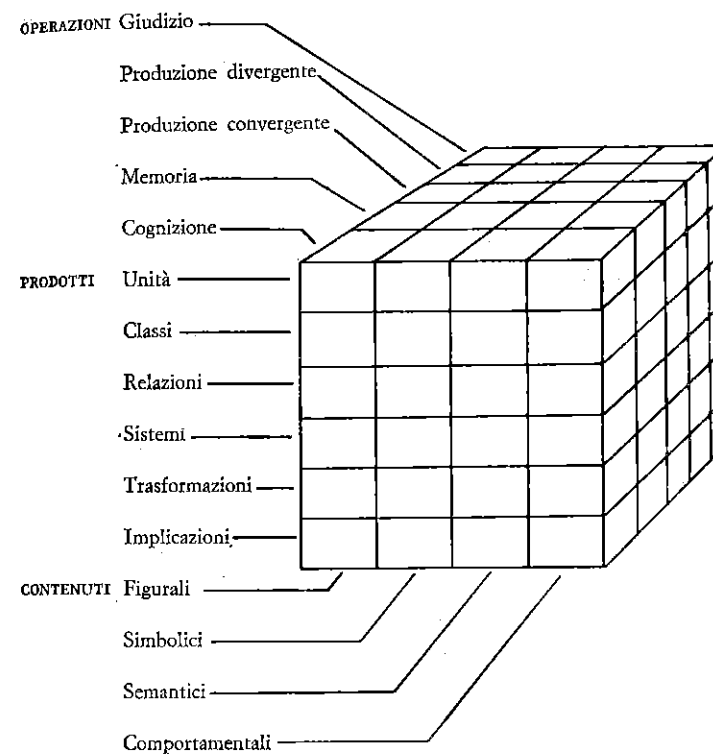 OPERAZIONI Giudizio
Produzione divergente
Produzione convergente
Memoria
Cognizione
PRODOTTI Unità
Classi
Relazioni
Sistemi
Trasformazioni
Implicazioni
CONTENUTI Figurali
Simbolici
Semantici
Comportamentali